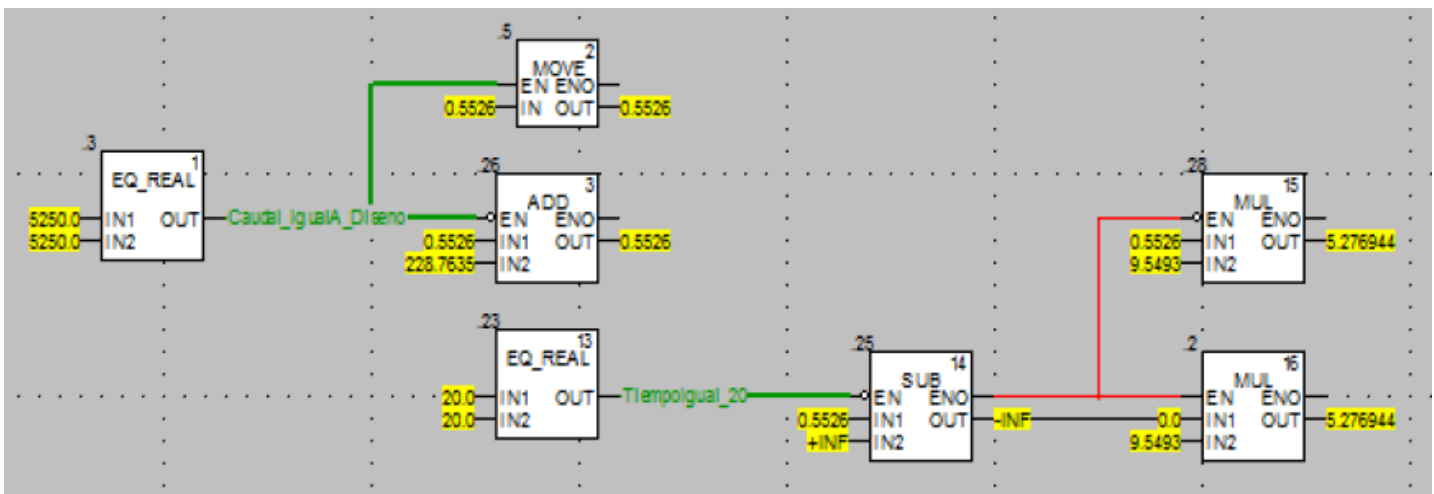 .5
2
MOVE
EN ENO
0.5526 IN OUT 0.5526
.3
1
EQ_REAL
5250.0 IN1 OUT Caudal_IgualA_Diseno
5250.0 IN2
.26
3
ADD
EN ENO
0.5526 IN1 OUT 0.5526
228.7635 IN2
.28
15
MUL
EN ENO
0.5526 IN1 OUT 5.276944
9.5493 IN2
.23
13
EQ_REAL
20.0 IN1 OUT TiempoIgual_20
20.0 IN2
.25
14
SUB
EN ENO
0.5526 IN1 OUT -INF
+INF IN2
.2
16
MUL
EN ENO
0.0 IN1 OUT 5.276944
9.5493 IN2